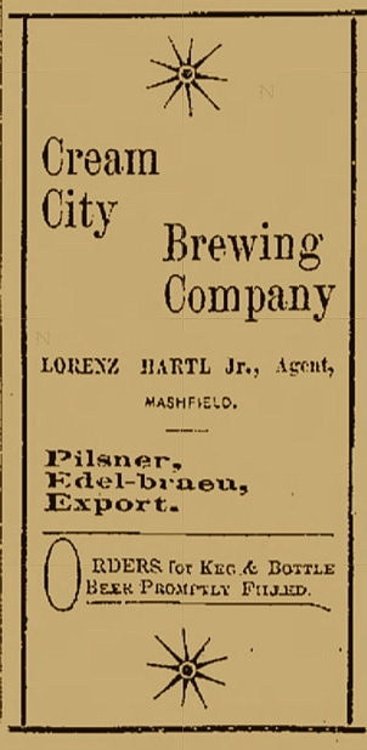 Cream
City
Brewing
Company
LORENZ HARTL Jr., Agent,
MASHFIELD.
Pilsner,
Edel-braeu,
Export.
ORDERS for KEG & BOTTLE
BEER PROMPTLY FILLED.